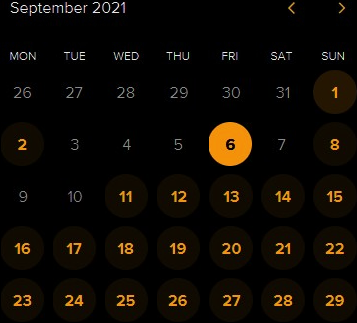 September 2021
MON TUE WED THU FRI SAT SUN
26 27 28 29 30 31 1
2 3 4 5 6 7 8
9 10 11 12 13 14 15
16 17 18 19 20 21 22
23 24 25 26 27 28 29